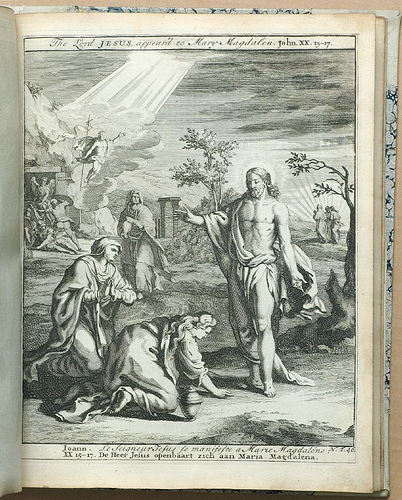 The Lord JESUS appear'd to Mary Magdalen. John XX. 15-17.
Joann. Le Seigneur Jesus se manifeste a Marie Magdalene N. T. 40.
XX 15-17. De Heer Jesus openbaart zich aan Maria Magdalena.